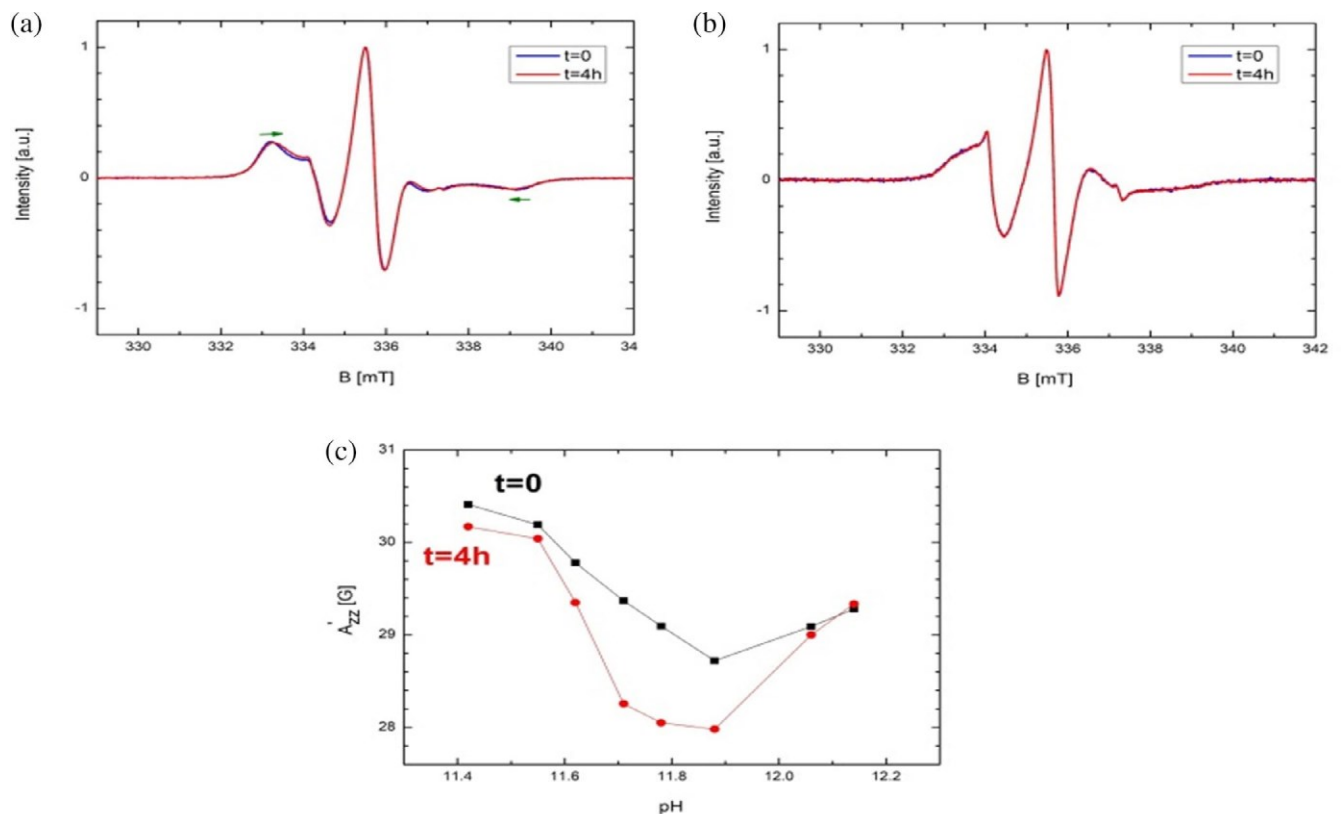 (a)
t=0
t=4h
1
0
-1
Intensity [a.u.]
330
332
334
336
338
340
34
B [mT]
(b)
t=0
t=4h
1
0
-1
Intensity [a.u.]
330
332
334
336
338
340
342
B [mT]
(c)
t=0
t=4h
31
30
29
28
A'zz [G]
11.4
11.6
11.8
12.0
12.2
pH